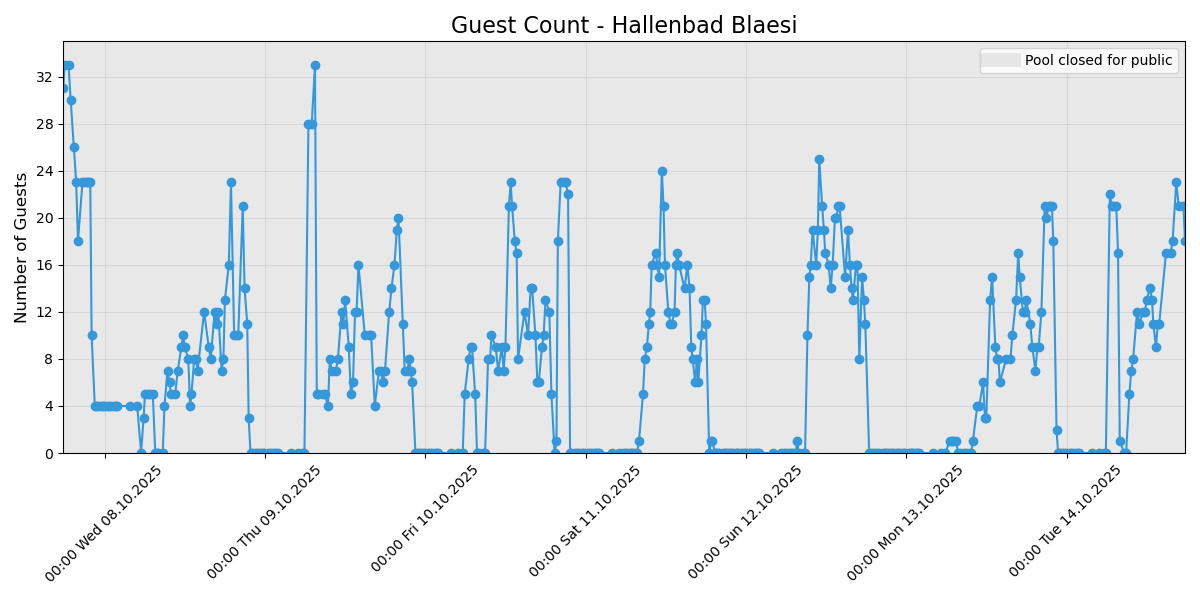 Guest Count - Hallenbad Blaesi
Pool closed for public
Number of Guests
32
28
24
20
16
12
8
4
0
00:00 Wed 08.10.2025
00:00 Thu 09.10.2025
00:00 Fri 10.10.2025
00:00 Sat 11.10.2025
00:00 Sun 12.10.2025
00:00 Mon 13.10.2025
00:00 Tue 14.10.2025